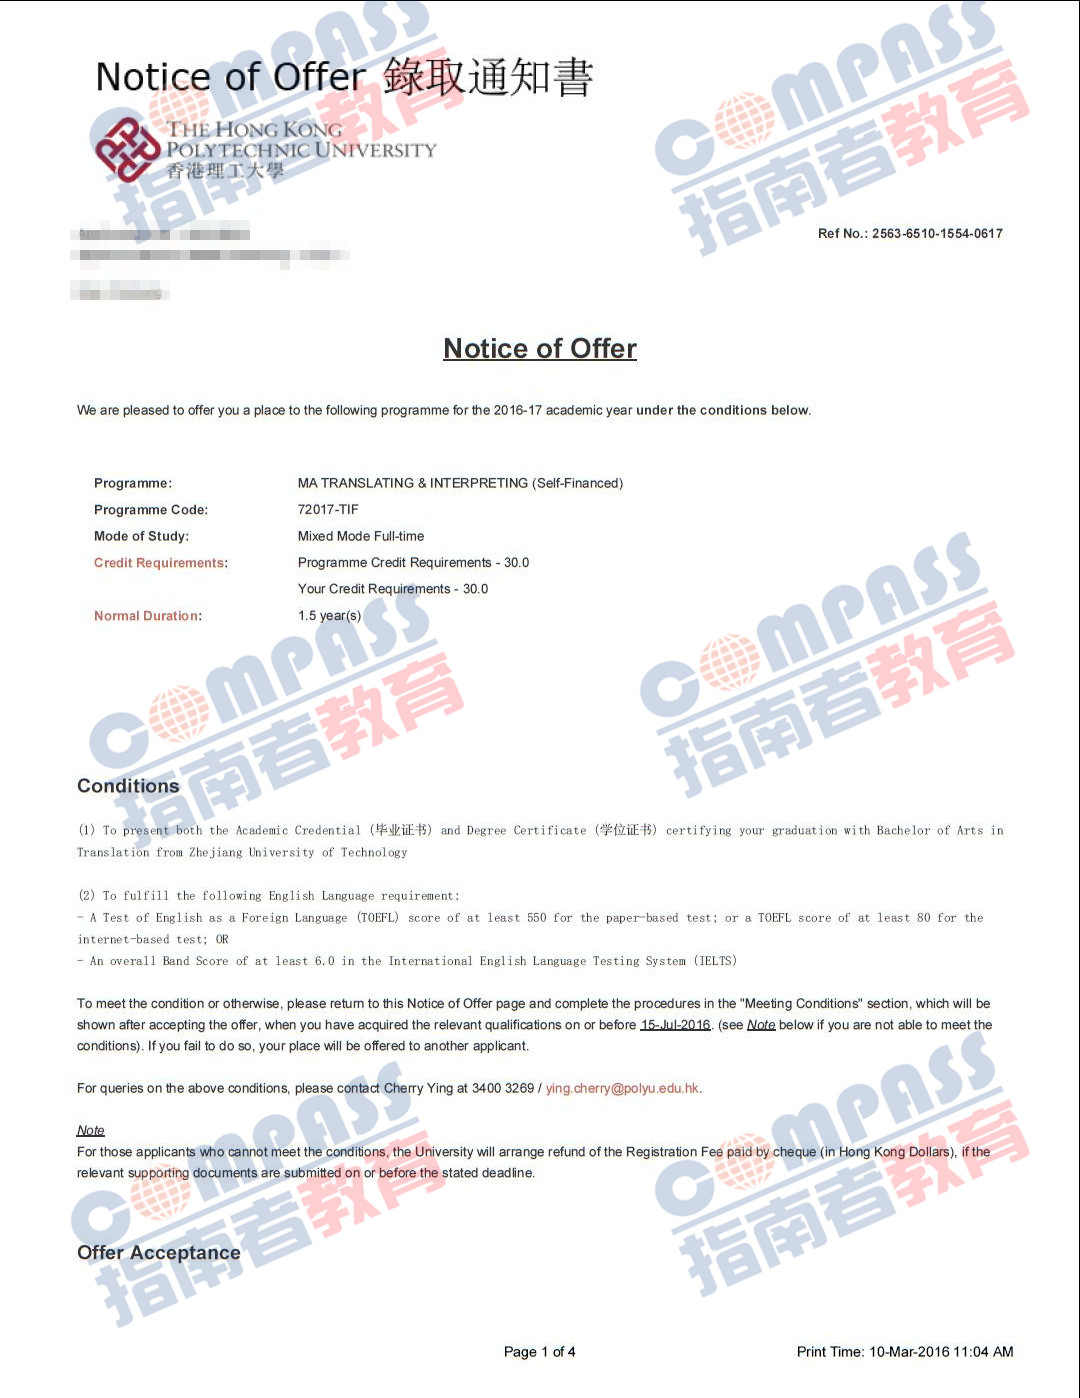 Notice of Offer 錄取通知書
THE HONG KONG
POLYTECHNIC UNIVERSITY
香港理工大學
Ref No.: 2563-6510-1554-0617
Notice of Offer
We are pleased to offer you a place to the following programme for the 2016-17 academic year under the conditions below.
Programme: MA TRANSLATING & INTERPRETING (Self-Financed)
Programme Code: 72017-TIF
Mode of Study: Mixed Mode Full-time
Credit Requirements: Programme Credit Requirements - 30.0
Your Credit Requirements - 30.0
Normal Duration: 1.5 year(s)
Conditions
(1) To present both the Academic Credential (毕业证书) and Degree Certificate (学位证书) certifying your graduation with Bachelor of Arts in
Translation from Zhejiang University of Technology
(2) To fulfill the following English Language requirement:
- A Test of English as a Foreign Language (TOEFL) score of at least 550 for the paper-based test; or a TOEFL score of at least 80 for the
internet-based test; OR
- An overall Band Score of at least 6.0 in the International English Language Testing System (IELTS)
To meet the condition or otherwise, please return to this Notice of Offer page and complete the procedures in the "Meeting Conditions" section, which will be
shown after accepting the offer, when you have acquired the relevant qualifications on or before 15-Jul-2016. (see Note below if you are not able to meet the
conditions). If you fail to do so, your place will be offered to another applicant.
For queries on the above conditions, please contact Cherry Ying at 3400 3269 / ying.cherry@polyu.edu.hk.
Note
For those applicants who cannot meet the conditions, the University will arrange refund of the Registration Fee paid by cheque (in Hong Kong Dollars), if the
relevant supporting documents are submitted on or before the stated deadline.
Offer Acceptance
Page 1 of 4
Print Time: 10-Mar-2016 11:04 AM
COMPASS
指南者教育
COMPASS
指南者教育
COMPASS
指南者教育
COMPASS
指南者教育
COMPASS
指南者教育
COMPASS
指南者教育